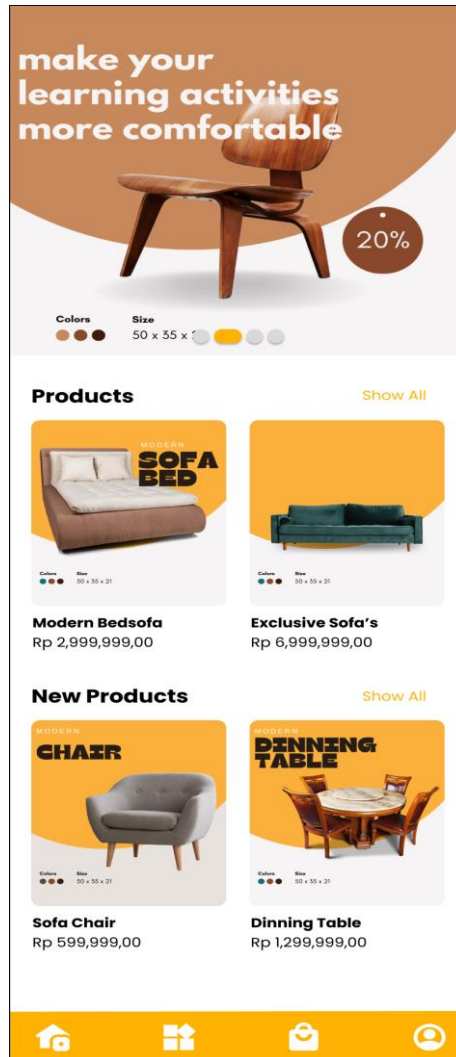 make your
learning activities
more comfortable
20%
Colors Size
50 x 35 x
Products Show All
MODERN
SOFA
BED
Colors Size
50 x 35 x 21
Colors Size
50 x 35 x 21
Modern Bedsofa Exclusive Sofa's
Rp 2,999,999,00 Rp 6,999,999,00
New Products Show All
MODERN
CHAIR
MODERN
DINNING
TABLE
Colors Size
50 x 35 x 21
Colors Size
50 x 35 x 21
Sofa Chair Dinning Table
Rp 599,999,00 Rp 1,299,999,00